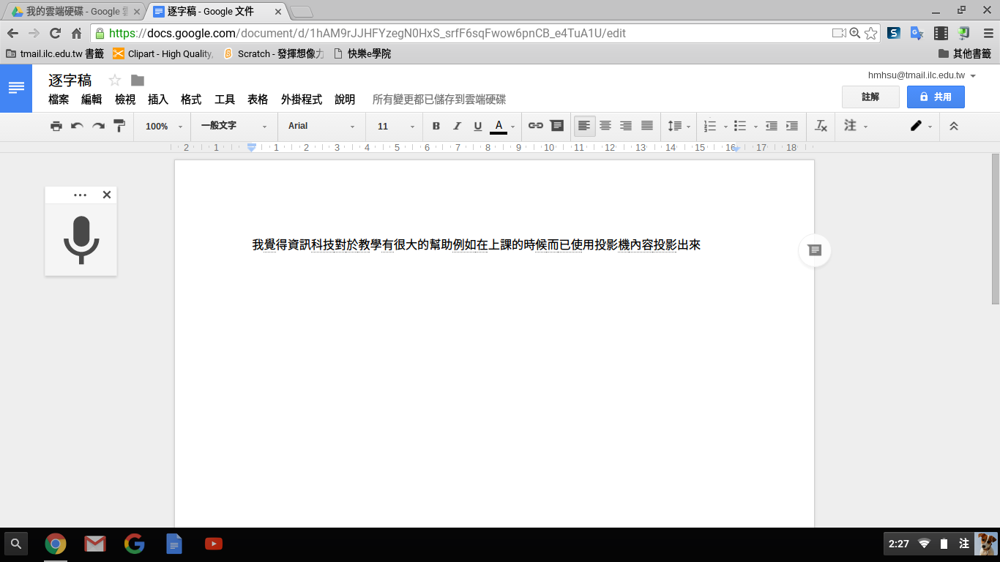 我的雲端硬碟 - Google
逐字稿 - Google 文件
https://docs.google.com/document/d/1hAM9rJJHFYzegN0HxS_srfF6sqFwow6pnCB_e4TuA1U/edit
tmail.ilc.edu.tw 書籤
Clipart - High Quality,
Scratch - 發揮想像力
快樂e學院
其他書籤
逐字稿
hmhsu@tmail.ilc.edu.tw
檔案 編輯 檢視 插入 格式 工具 表格 外掛程式 說明 所有變更都已儲存到雲端硬碟
註解
共用
100% 一般文字 Arial 11 B I U A 注
2 1 1 2 3 4 5 6 7 8 9 10 11 12 13 14 15 16 17 18
我覺得資訊科技對於教學有很大的幫助例如在上課的時候而已使用投影機內容投影出來
2:27 注